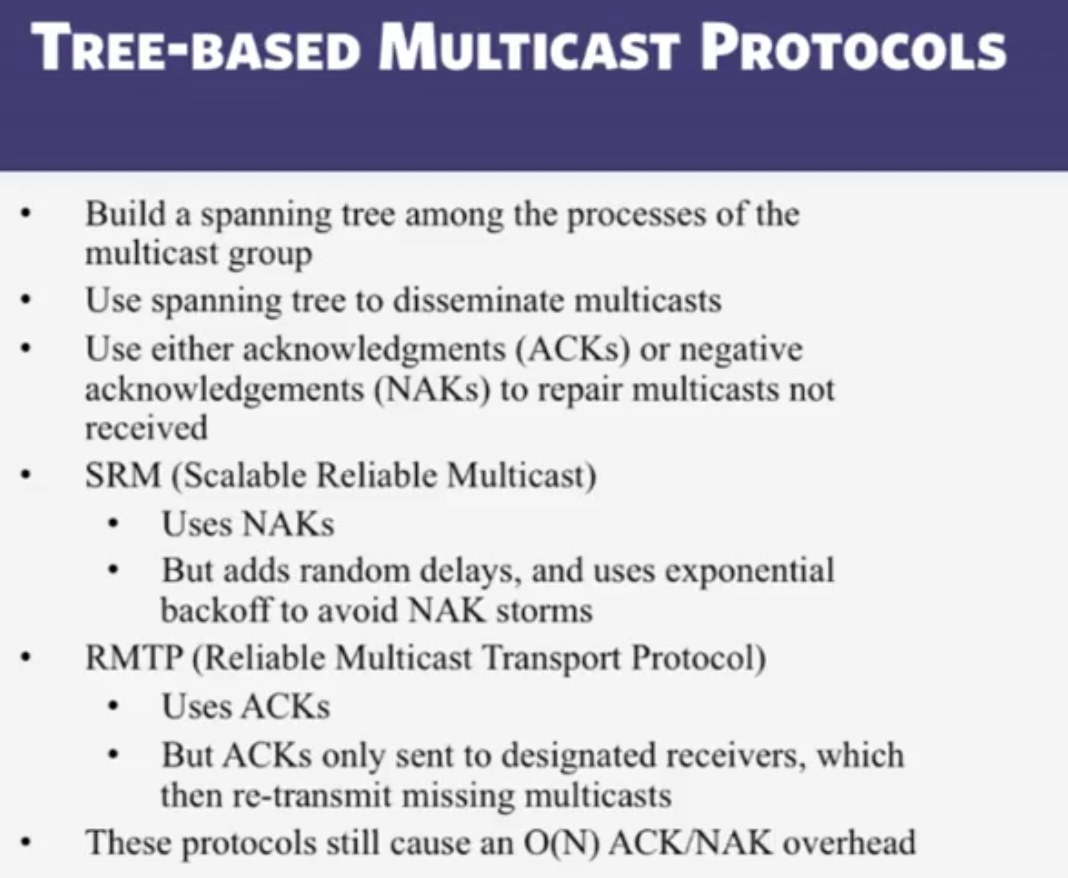 TREE-BASED MULTICAST PROTOCOLS
• Build a spanning tree among the processes of the
multicast group
• Use spanning tree to disseminate multicasts
• Use either acknowledgments (ACKs) or negative
acknowledgements (NAKs) to repair multicasts not
received
• SRM (Scalable Reliable Multicast)
• Uses NAKs
• But adds random delays, and uses exponential
backoff to avoid NAK storms
• RMTP (Reliable Multicast Transport Protocol)
• Uses ACKs
• But ACKs only sent to designated receivers, which
then re-transmit missing multicasts
• These protocols still cause an O(N) ACK/NAK overhead